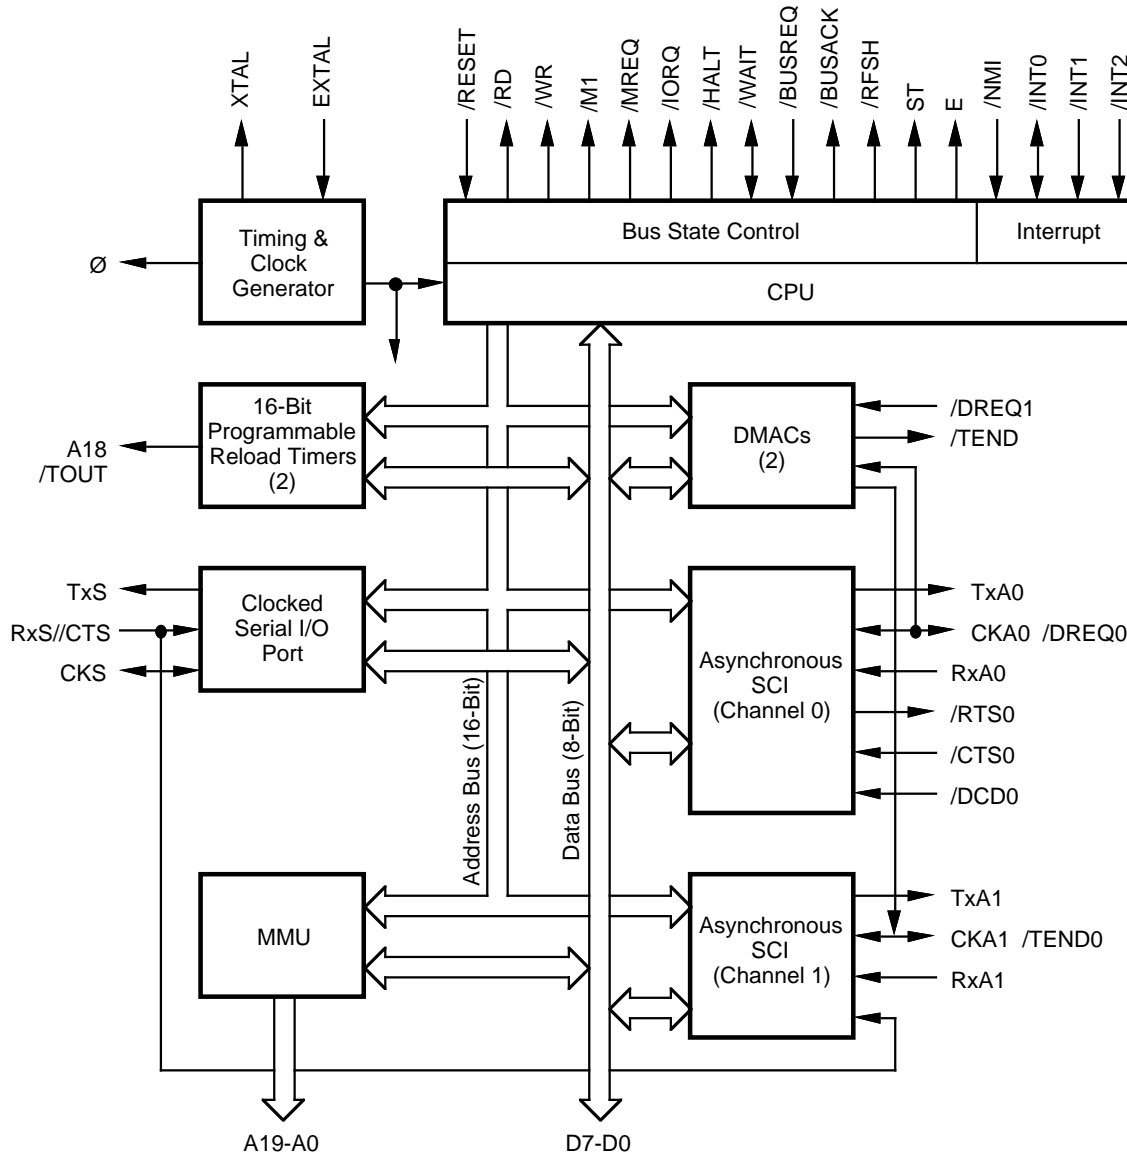 XTAL
EXTAL
/RESET
/RD
/WR
/M1
/MREQ
/IORQ
/HALT
/WAIT
/BUSREQ
/BUSACK
/RFSH
ST
E
/NMI
/INT0
/INT1
/INT2
Timing &
Clock
Generator
Ø
Bus State Control
Interrupt
CPU
16-Bit
Programmable
Reload Timers
(2)
A18
/TOUT
DMACs
(2)
/DREQ1
/TEND
TxS
RxS//CTS
CKS
Clocked
Serial I/O
Port
Address Bus (16-Bit)
Data Bus (8-Bit)
Asynchronous
SCI
(Channel 0)
TxA0
CKA0 /DREQ0
RxA0
/RTS0
/CTS0
/DCD0
MMU
Asynchronous
SCI
(Channel 1)
TxA1
CKA1 /TEND0
RxA1
A19-A0
D7-D0